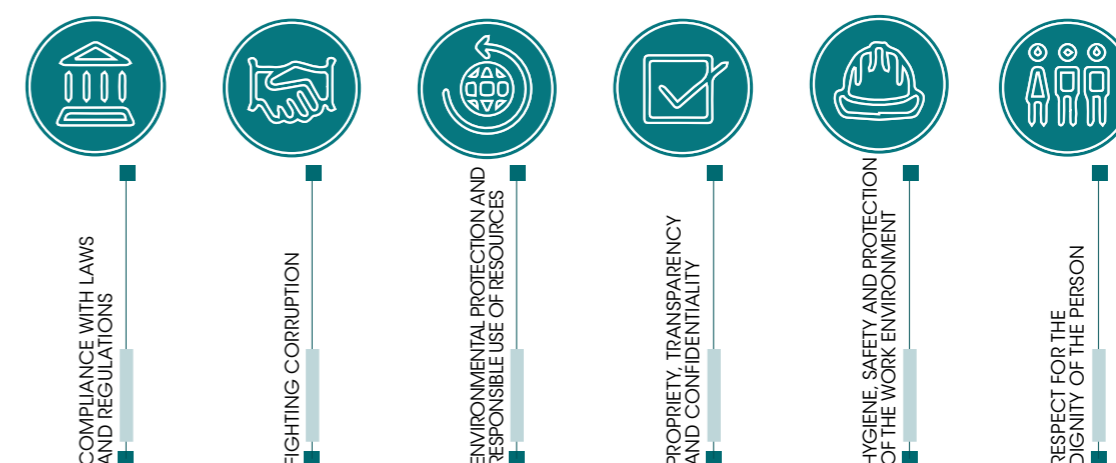 COMPLIANCE WITH LAWS
AND REGULATIONS
FIGHTING CORRUPTION
ENVIRONMENTAL PROTECTION AND
RESPONSIBLE USE OF RESOURCES
PROPRIETY, TRANSPARENCY
AND CONFIDENTIALITY
HYGIENE, SAFETY AND PROTECTION
OF THE WORK ENVIRONMENT
RESPECT FOR THE
DIGNITY OF THE PERSON